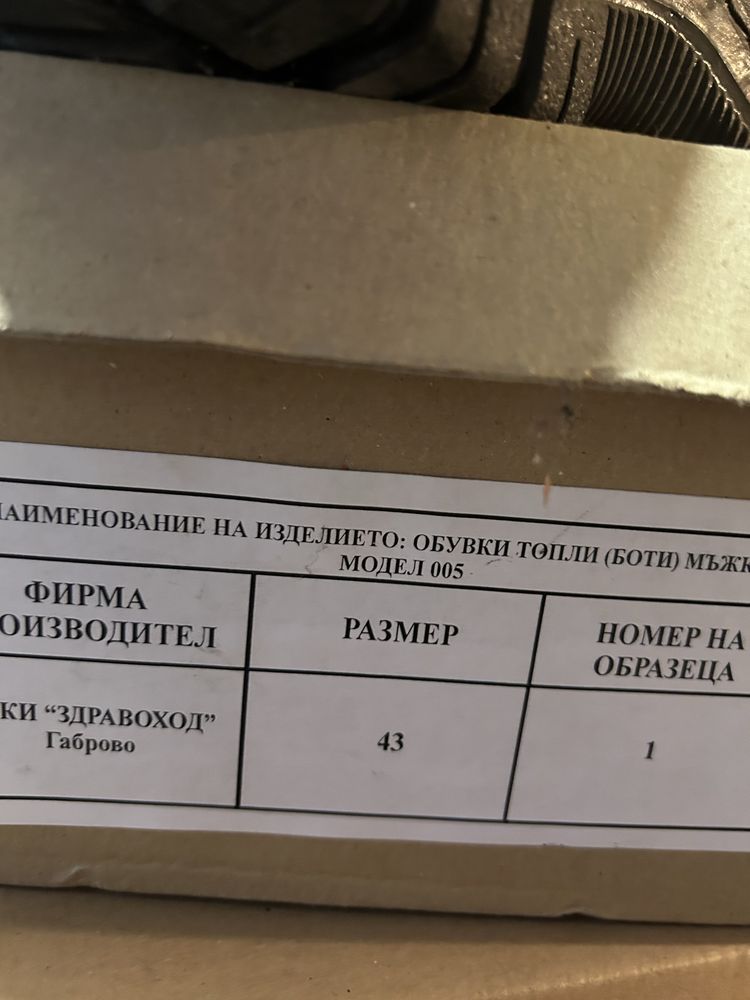 НАИМЕНОВАНИЕ НА ИЗДЕЛИЕТО: ОБУВКИ ТОПЛИ (БОТИ) МЪЖК
МОДЕЛ 005
ФИРМА
ОИЗВОДИТЕЛ
РАЗМЕР
НОМЕР НА
ОБРАЗЕЦА
КИ “ЗДРАВОХОД”
Габрово
43
1